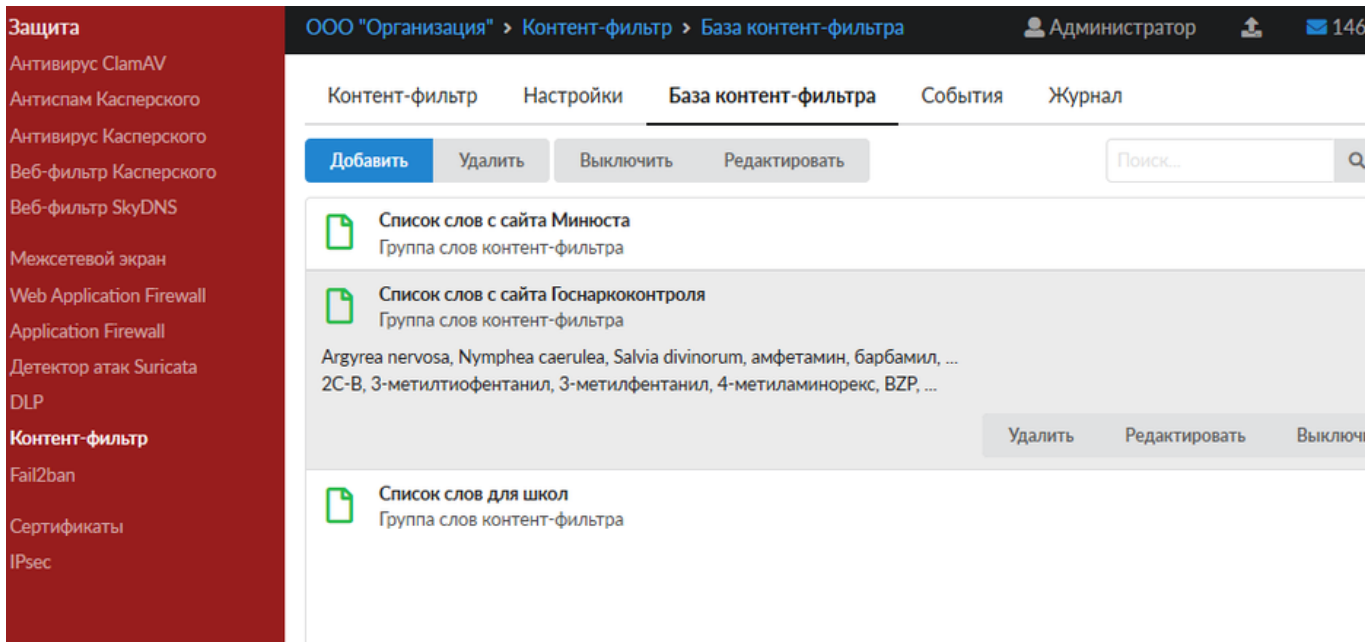 Защита
Антивирус ClamAV
Антиспам Касперского
Антивирус Касперского
Веб-фильтр Касперского
Веб-фильтр SkyDNS
Межсетевой экран
Web Application Firewall
Application Firewall
Детектор атак Suricata
DLP
Контент-фильтр
Fail2ban
Сертификаты
IPsec
ООО "Организация" > Контент-фильтр > База контент-фильтра Администратор 146
Контент-фильтр Настройки База контент-фильтра События Журнал
Добавить Удалить Выключить Редактировать Поиск...
Список слов с сайта Минюста
Группа слов контент-фильтра
Список слов с сайта Госнаркоконтроля
Группа слов контент-фильтра
Argyrea nervosa, Nymphea caerulea, Salvia divinorum, амфетамин, барбамил, ...
2C-B, 3-метилтиофентанил, 3-метилфентанил, 4-метиламинорекс, BZP, ...
Удалить Редактировать Выключ
Список слов для школ
Группа слов контент-фильтра